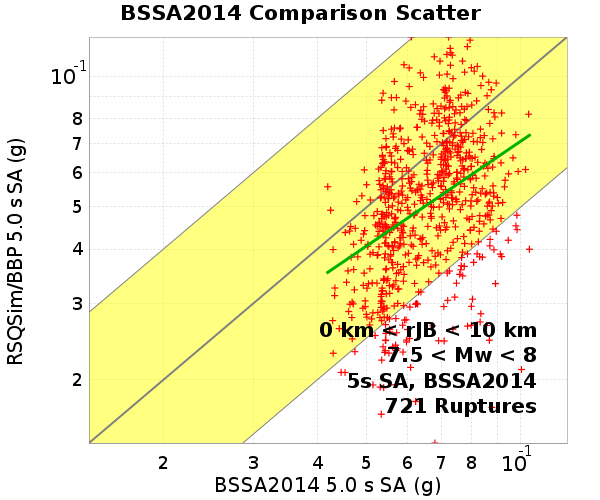 BSSA2014 Comparison Scatter
RSQSim/BBP 5.0 s SA (g)
10-1
8
7
6
5
4
3
2
0 km < rJB < 10 km
7.5 < Mw < 8
5s SA, BSSA2014
721 Ruptures
2 3 4 5 6 7 8 10-1
BSSA2014 5.0 s SA (g)